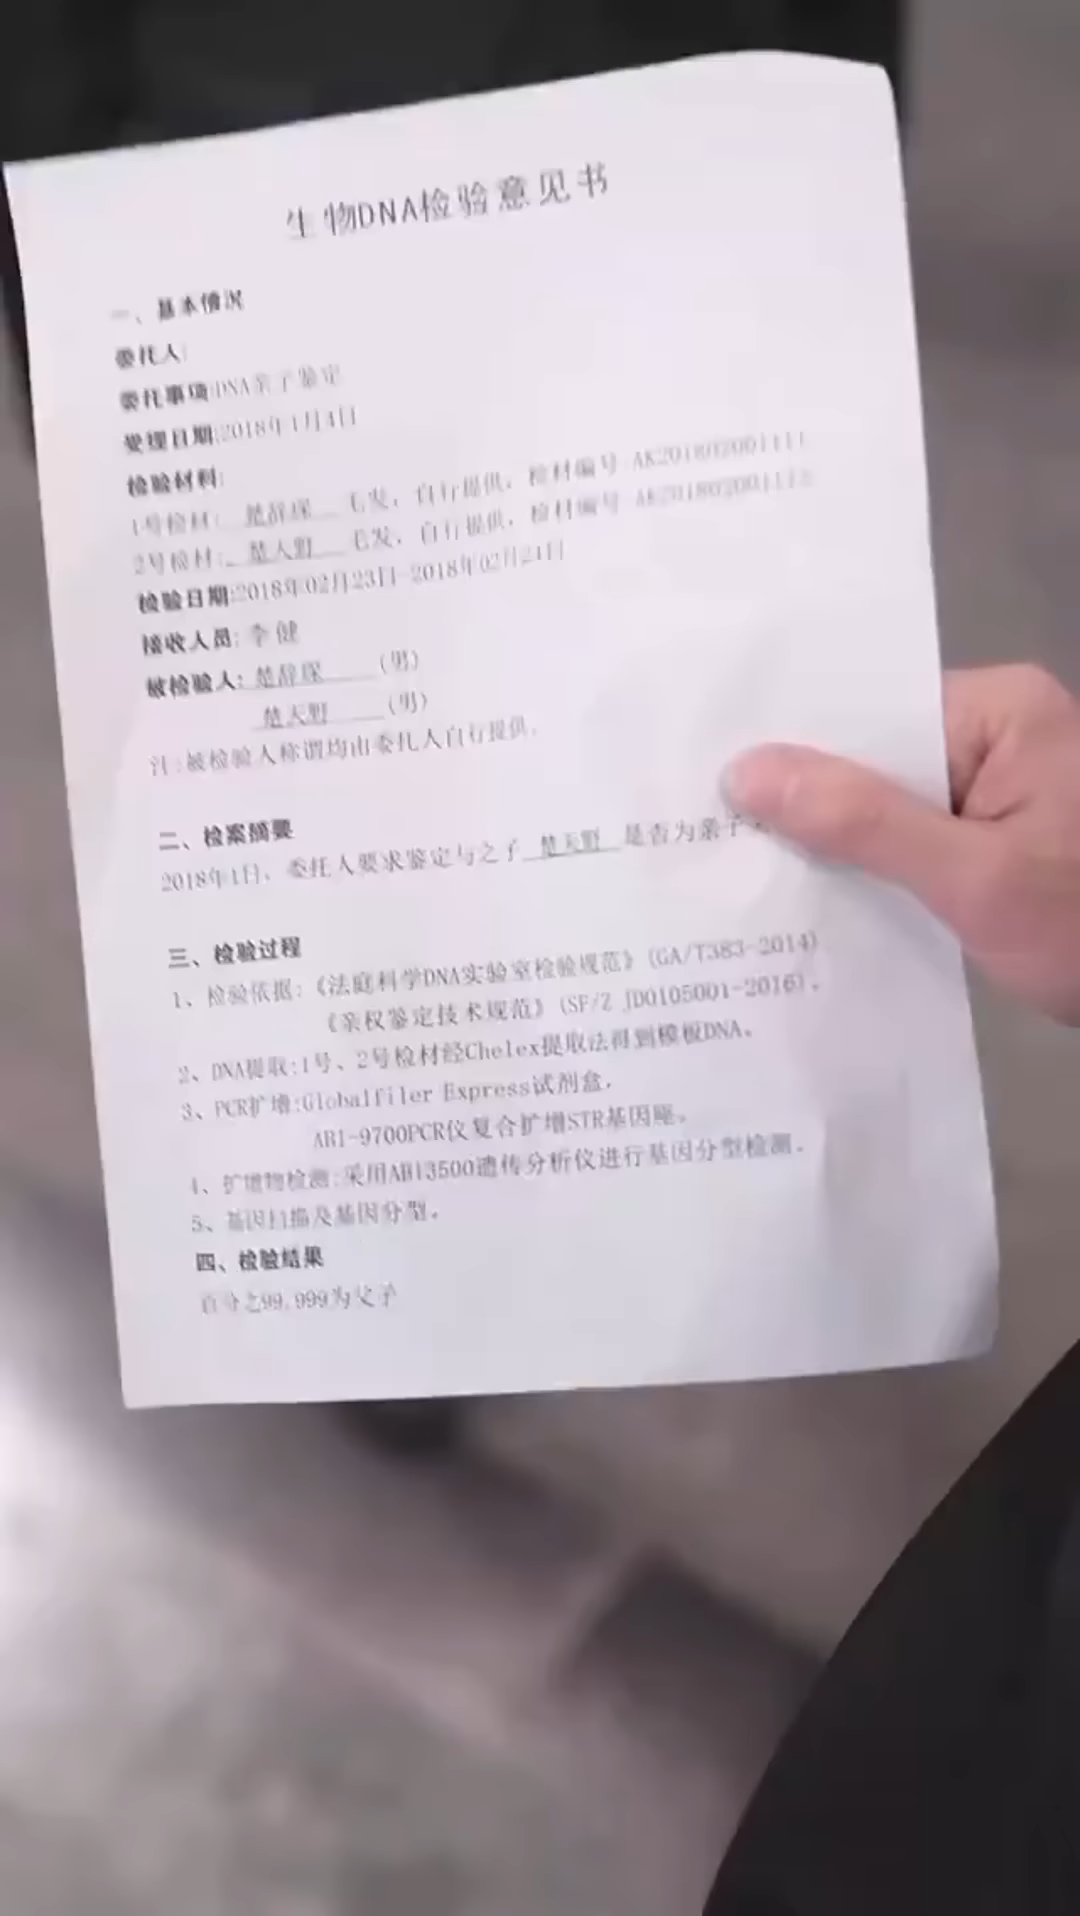 生物DNA检验意见书
一、基本情况
委托人:
委托事项:DNA亲子鉴定
受理日期:2018年1月4日
检验材料:
1号检材: 楚辞琛 毛发, 自行提供, 检材编号 AK201802001111
2号检材: 楚天野 毛发, 自行提供, 检材编号 AK20180200111
检验日期:2018年02月23日-2018年02月24日
接收人员: 李健
被检验人: 楚辞琛 (男)
楚天野 (男)
注:被检验人称谓均由委托人自行提供.
二、检案摘要
2018年1日, 委托人要求鉴定与之子 楚天野 是否为亲子
三、检验过程
1、检验依据:《法庭科学DNA实验室检验规范》(GA/T383-2014)
《亲权鉴定技术规范》(SF/Z JD0105001-2016).
2、DNA提取:1号、2号检材经Chelex提取法得到模板DNA.
3、PCR扩增:Globalfiler Express试剂盒.
ABI-9700PCR仪复合扩增STR基因座.
4、扩增物检测:采用ABI3500遗传分析仪进行基因分型检测.
5、基因扫描及基因分型.
四、检验结果
百分之99.999为父子